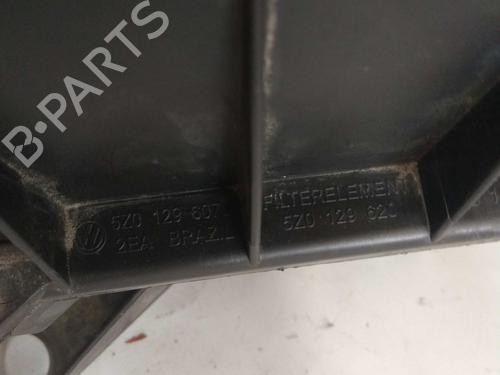 B-PARTS
5Z0 129 607
2EA BRAZIL
FILTERELEMENT
5Z0 129 620